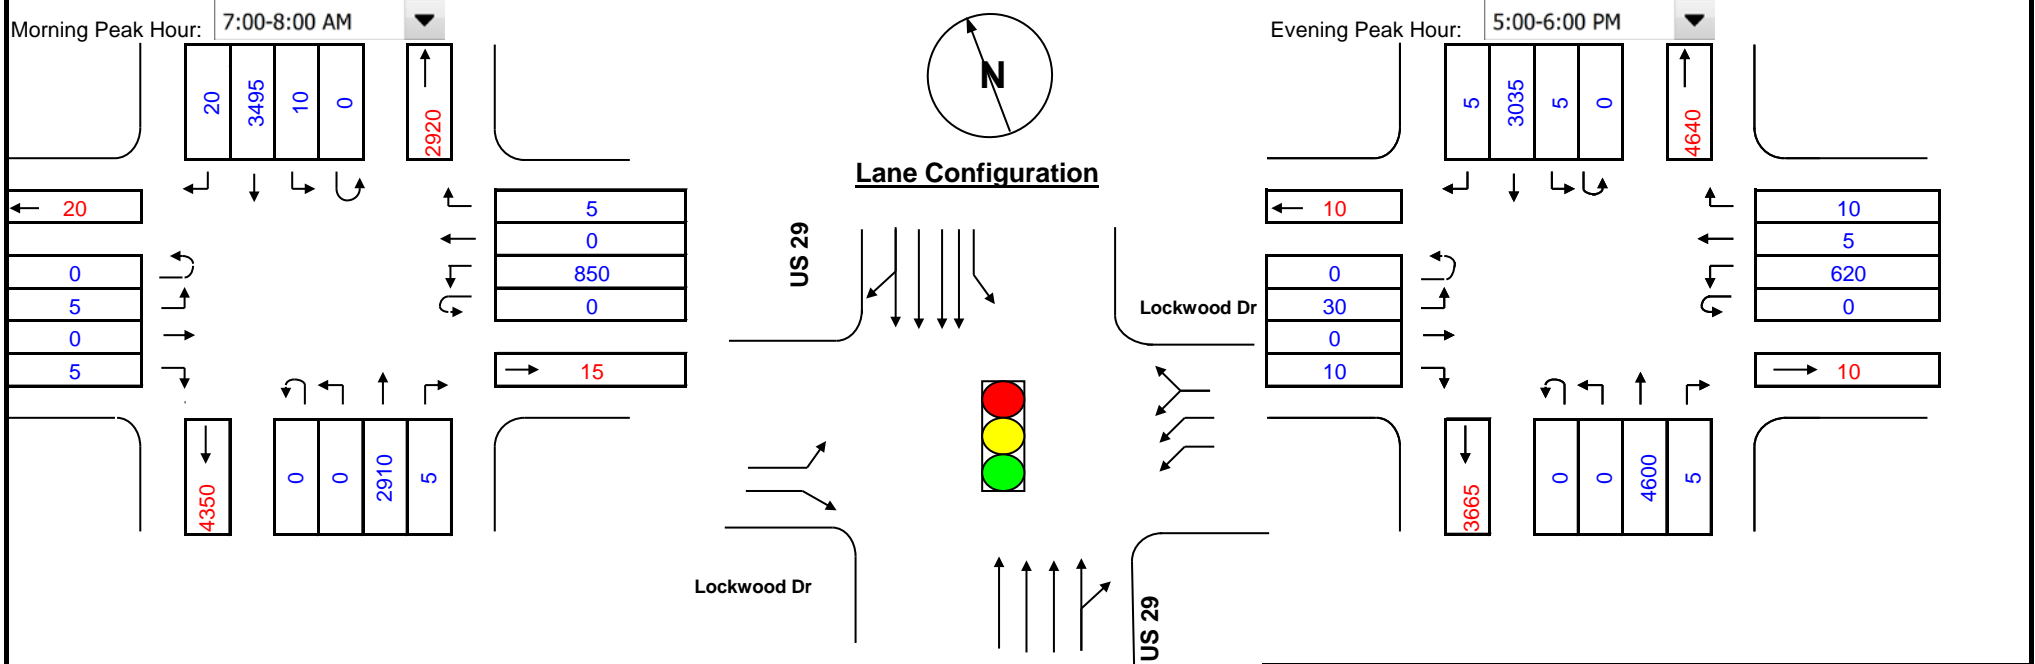 Morning Peak Hour: 7:00-8:00 AM
20 3495 10 0 2920
20
5
0
850
0
0
5
0
5
15
4350
0 0 2910 5
N
Lane Configuration
US 29
Lockwood Dr
Lockwood Dr
US 29
Evening Peak Hour: 5:00-6:00 PM
5 3035 5 0 4640
10
10
5
620
0
0
30
0
10
10
3665
0 0 4600 5